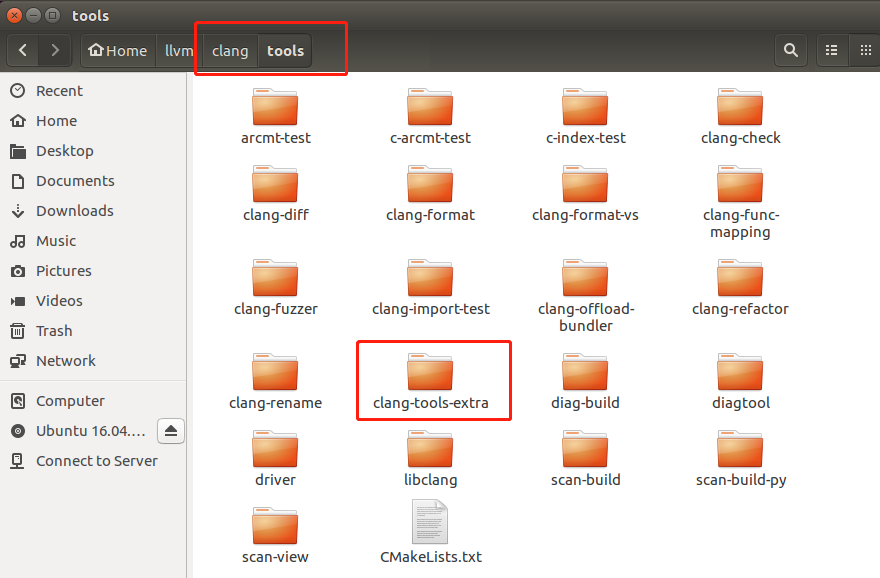 tools
Home
llvm
clang
tools
Recent
Home
Desktop
Documents
Downloads
Music
Pictures
Videos
Trash
Network
Computer
Ubuntu 16.04....
Connect to Server
arcmt-test
c-arcmt-test
c-index-test
clang-check
clang-diff
clang-format
clang-format-vs
clang-func-
mapping
clang-fuzzer
clang-import-test
clang-offload-
bundler
clang-refactor
clang-rename
clang-tools-extra
diag-build
diagtool
driver
libclang
scan-build
scan-build-py
scan-view
CMakeLists.txt